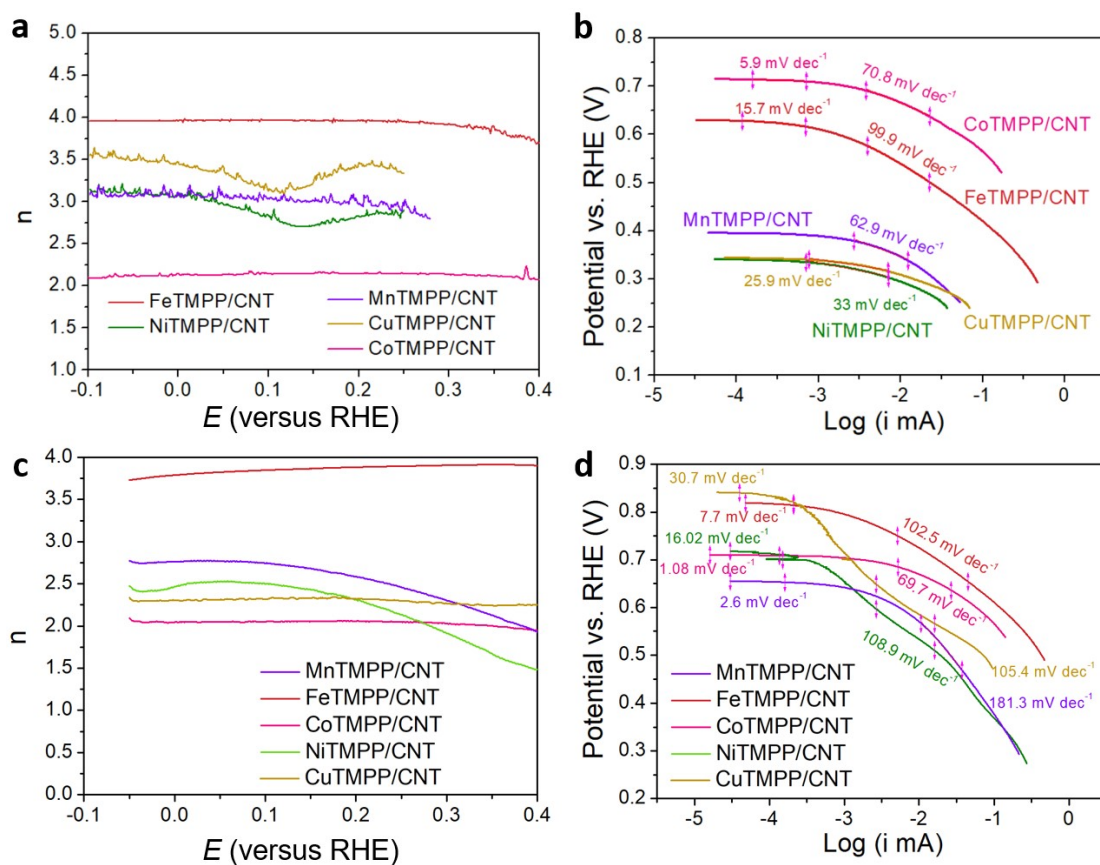 a
5.0
4.5
4.0
3.5
3.0
2.5
2.0
1.5
1.0
n
FeTMPP/CNT
NiTMPP/CNT
MnTMPP/CNT
CuTMPP/CNT
CoTMPP/CNT
-0.1 0.0 0.1 0.2 0.3 0.4
E (versus RHE)
b
0.8
0.7
0.6
0.5
0.4
0.3
0.2
0.1
Potential vs. RHE (V)
5.9 mV dec⁻¹
70.8 mV dec⁻¹
CoTMPP/CNT
15.7 mV dec⁻¹
99.9 mV dec⁻¹
FeTMPP/CNT
MnTMPP/CNT
62.9 mV dec⁻¹
25.9 mV dec⁻¹
33 mV dec⁻¹
NiTMPP/CNT
CuTMPP/CNT
-5 -4 -3 -2 -1 0
Log (i mA)
c
4.0
3.5
3.0
2.5
2.0
1.5
0.0
n
MnTMPP/CNT
FeTMPP/CNT
CoTMPP/CNT
NiTMPP/CNT
CuTMPP/CNT
-0.1 0.0 0.1 0.2 0.3 0.4
E (versus RHE)
d
0.9
0.8
0.7
0.6
0.5
0.4
0.3
0.2
Potential vs. RHE (V)
30.7 mV dec⁻¹
7.7 mV dec⁻¹
102.5 mV dec⁻¹
16.02 mV dec⁻¹
1.08 mV dec⁻¹
69.7 mV dec⁻¹
2.6 mV dec⁻¹
108.9 mV dec⁻¹
105.4 mV dec⁻¹
181.3 mV dec⁻¹
MnTMPP/CNT
FeTMPP/CNT
CoTMPP/CNT
NiTMPP/CNT
CuTMPP/CNT
-5 -4 -3 -2 -1 0
Log (i mA)